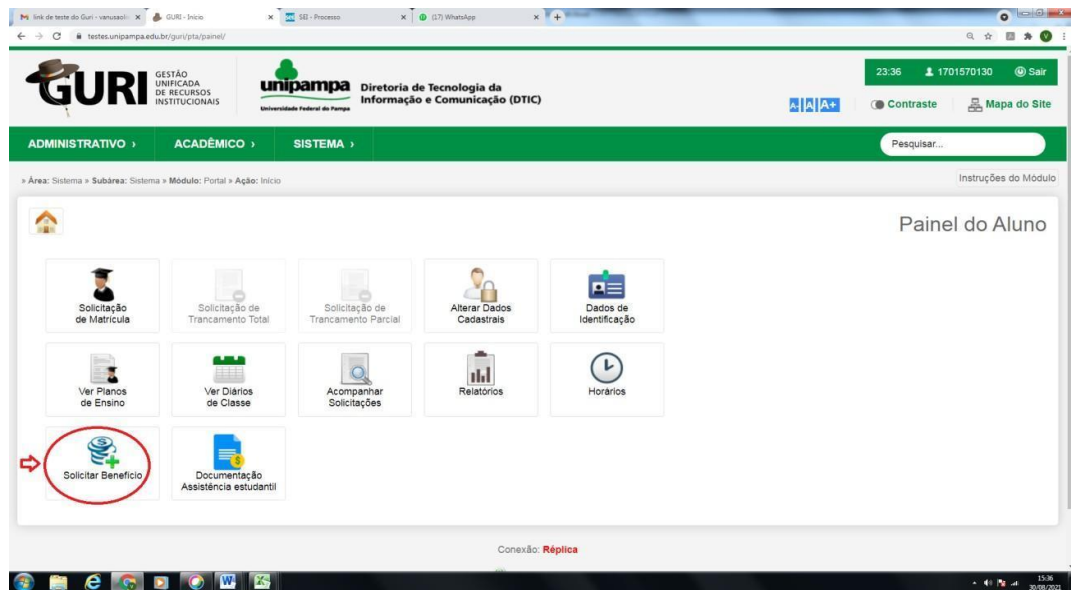 link de teste do Guri - vanusaoli
GURI - Início
SEI - Processo
(17) WhatsApp
testes.unipampa.edu.br/guri/pta/painel/
V
GURI
GESTÃO
UNIFICADA
DE RECURSOS
INSTITUCIONAIS
unipampa
Universidade Federal do Pampa
Diretoria de Tecnologia da
Informação e Comunicação (DTIC)
23:36 1701570130 Sair
A- A A+ Contraste Mapa do Site
ADMINISTRATIVO › ACADÊMICO › SISTEMA › Pesquisar...
» Área: Sistema » Subárea: Sistema » Módulo: Portal » Ação: Início
Instruções do Módulo
Painel do Aluno
Solicitação
de Matrícula
Solicitação de
Trancamento Total
Solicitação de
Trancamento Parcial
Alterar Dados
Cadastrais
Dados de
Identificação
Ver Planos
de Ensino
Ver Diários
de Classe
Acompanhar
Solicitações
Relatórios
Horários
Solicitar Benefício
Documentação
Assistência estudantil
Conexão: Réplica
15:36
30/08/2021